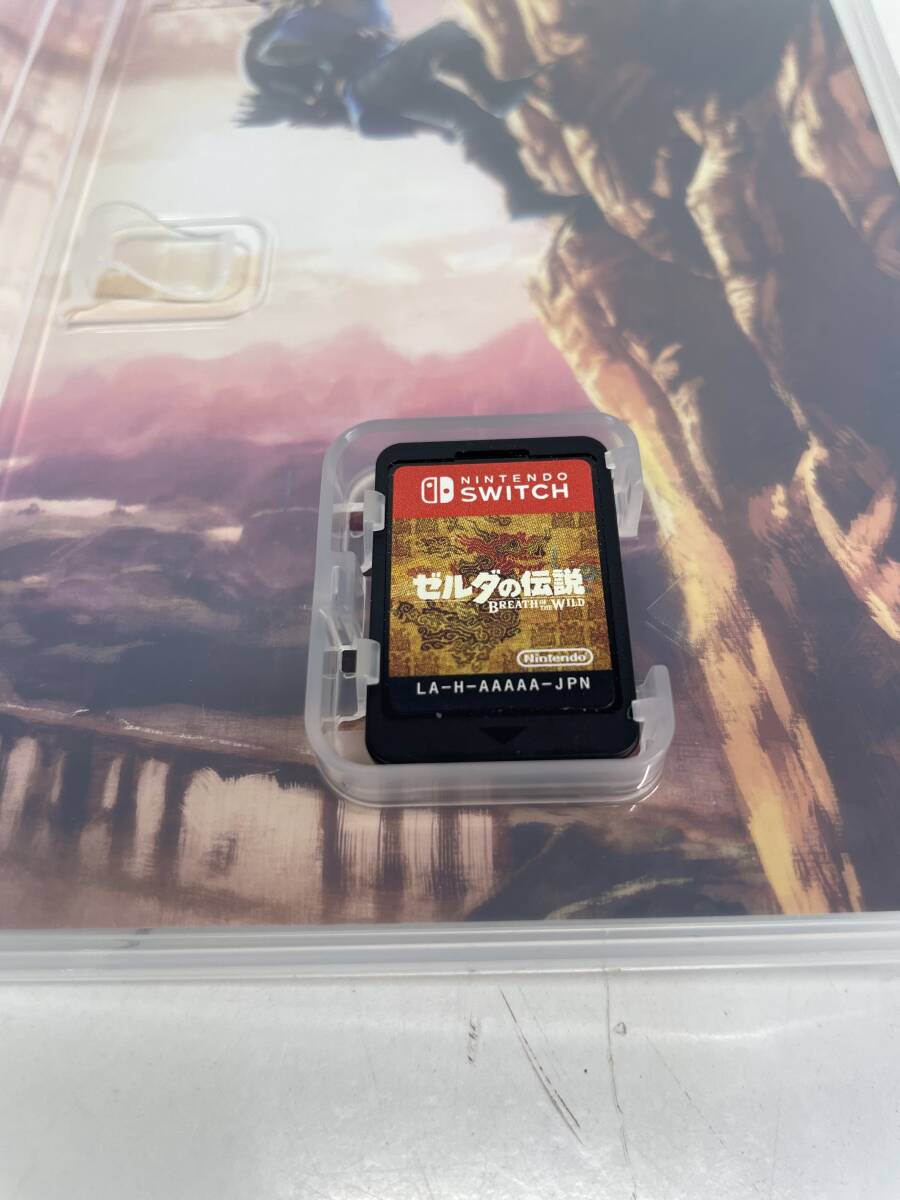 NINTENDO
SWITCH
ゼルダの伝説
BREATH OF THE WILD
Nintendo
LA-H-AAAAA-JPN